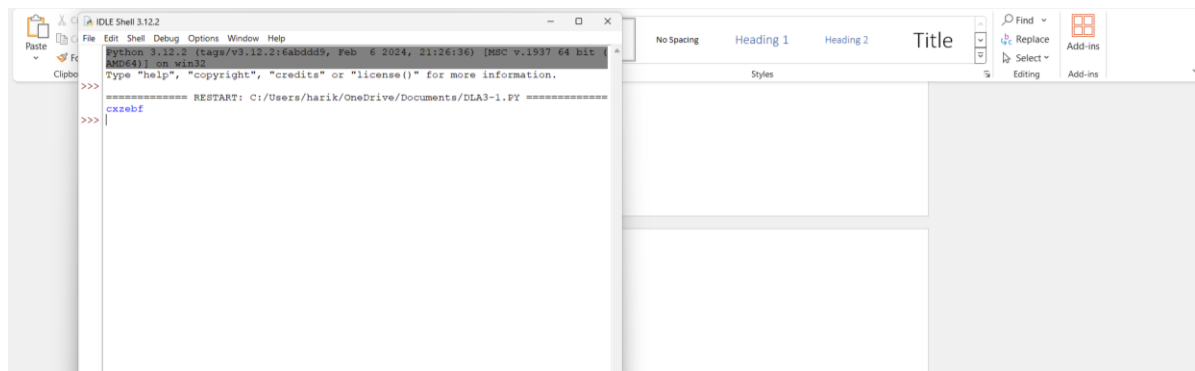 IDLE Shell 3.12.2
File Edit Shell Debug Options Window Help
Python 3.12.2 (tags/v3.12.2:6abddd9, Feb  6 2024, 21:26:36) [MSC v.1937 64 bit (
AMD64)] on win32
Type "help", "copyright", "credits" or "license()" for more information.
>>>
============= RESTART: C:/Users/harik/OneDrive/Documents/DLA3-1.PY =============
cxzebf
>>>
Paste
No Spacing
Heading 1
Heading 2
Title
Styles
Find
Replace
Select
Editing
Add-ins
Add-ins